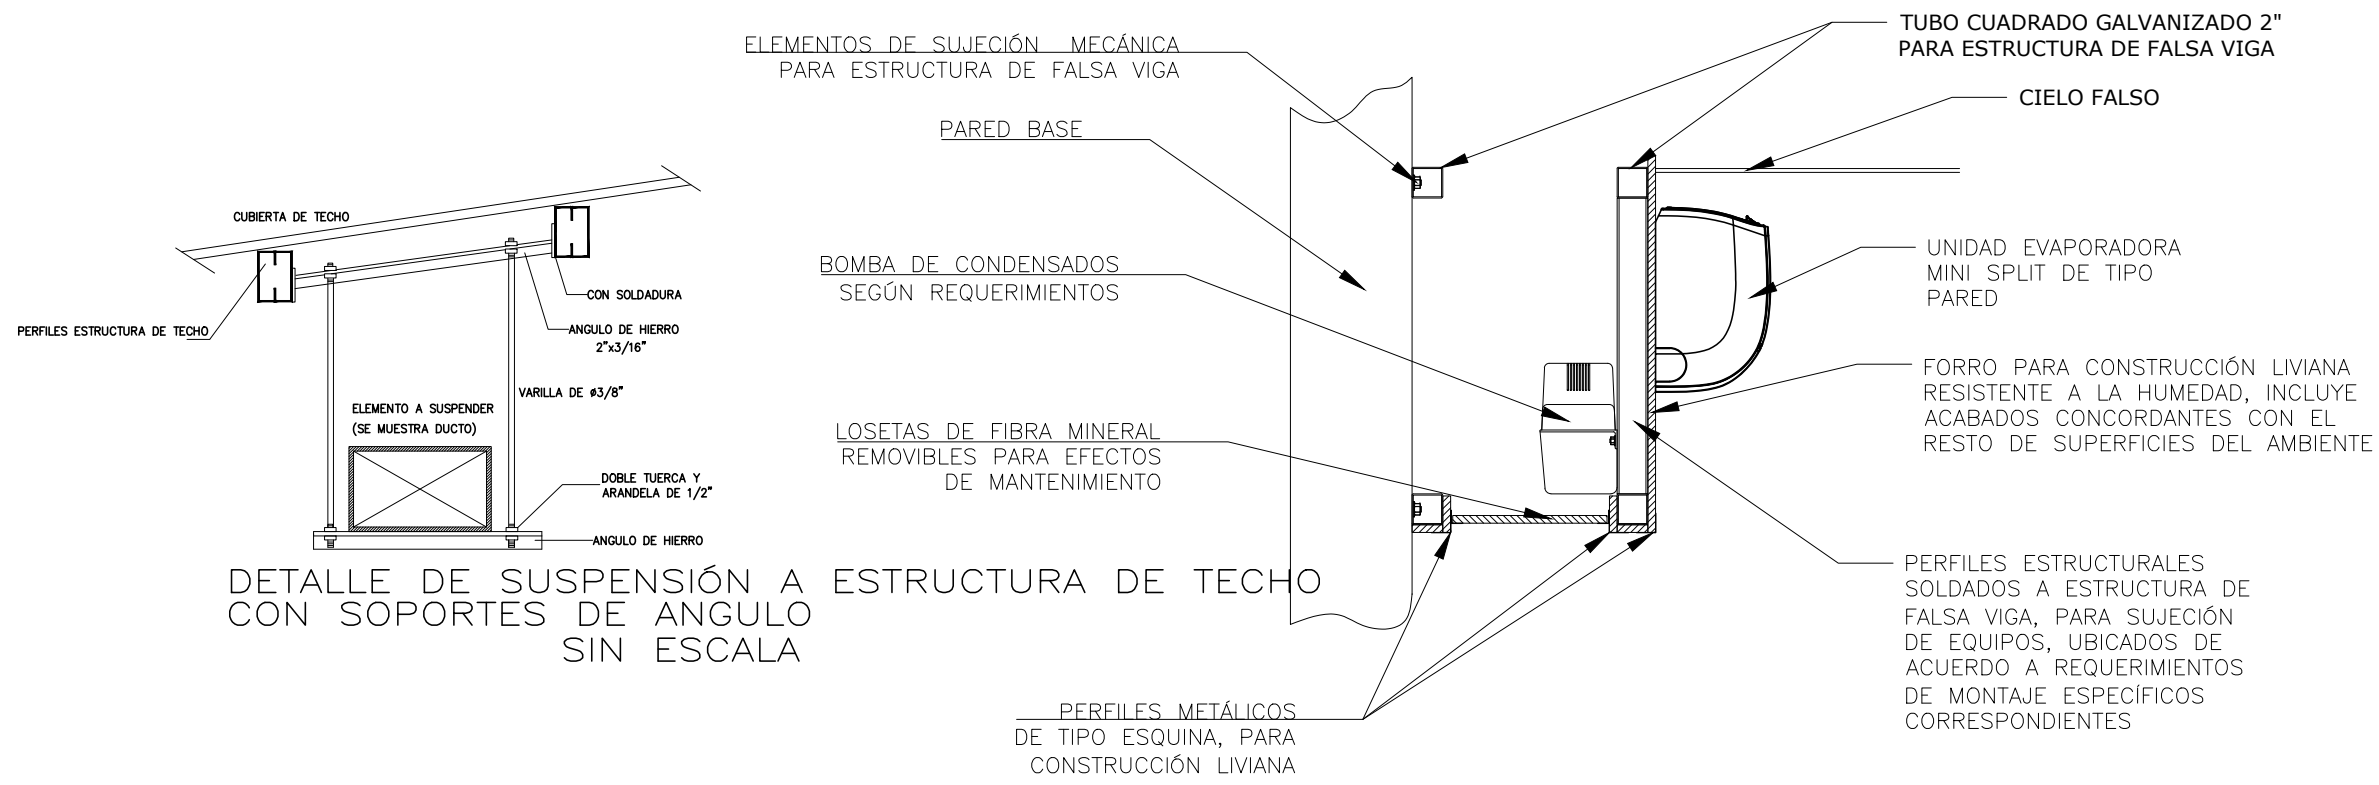 CUBIERTA DE TECHO
CON SOLDADURA
PERFILES ESTRUCTURA DE TECHO
ANGULO DE HIERRO
2"x3/16"
VARILLA DE ø3/8"
ELEMENTO A SUSPENDER
(SE MUESTRA DUCTO)
DOBLE TUERCA Y
ARANDELA DE 1/2"
ANGULO DE HIERRO
DETALLE DE SUSPENSIÓN A ESTRUCTURA DE TECHO
CON SOPORTES DE ANGULO
SIN ESCALA
ELEMENTOS DE SUJECIÓN MECÁNICA
PARA ESTRUCTURA DE FALSA VIGA
PARED BASE
BOMBA DE CONDENSADOS
SEGÚN REQUERIMIENTOS
LOSETAS DE FIBRA MINERAL
REMOVIBLES PARA EFECTOS
DE MANTENIMIENTO
PERFILES METÁLICOS
DE TIPO ESQUINA, PARA
CONSTRUCCIÓN LIVIANA
TUBO CUADRADO GALVANIZADO 2"
PARA ESTRUCTURA DE FALSA VIGA
CIELO FALSO
UNIDAD EVAPORADORA
MINI SPLIT DE TIPO
PARED
FORRO PARA CONSTRUCCIÓN LIVIANA
RESISTENTE A LA HUMEDAD, INCLUYE
ACABADOS CONCORDANTES CON EL
RESTO DE SUPERFICIES DEL AMBIENTE
PERFILES ESTRUCTURALES
SOLDADOS A ESTRUCTURA DE
FALSA VIGA, PARA SUJECIÓN
DE EQUIPOS, UBICADOS DE
ACUERDO A REQUERIMIENTOS
DE MONTAJE ESPECÍFICOS
CORRESPONDIENTES